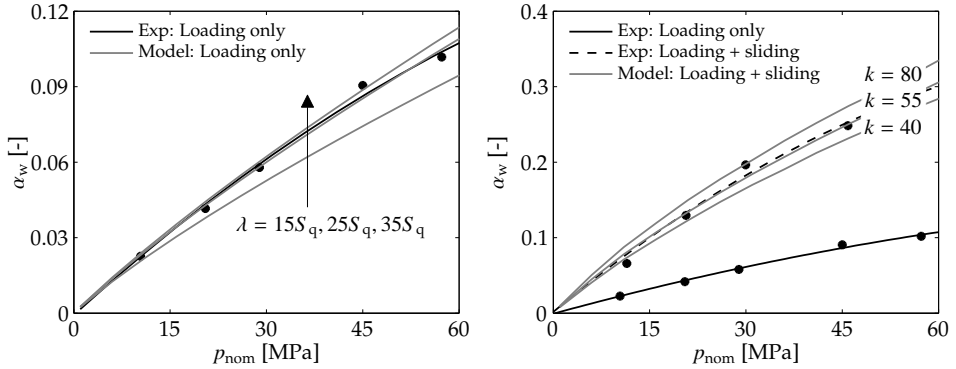 0.12
0.09
0.06
0.03
0
α_w [-]
Exp: Loading only
Model: Loading only
λ = 15S_q, 25S_q, 35S_q
0 15 30 45 60
p_nom [MPa]
0.4
0.3
0.2
0.1
0
α_w [-]
Exp: Loading only
Exp: Loading + sliding
Model: Loading + sliding
k = 80
k = 55
k = 40
0 15 30 45 60
p_nom [MPa]